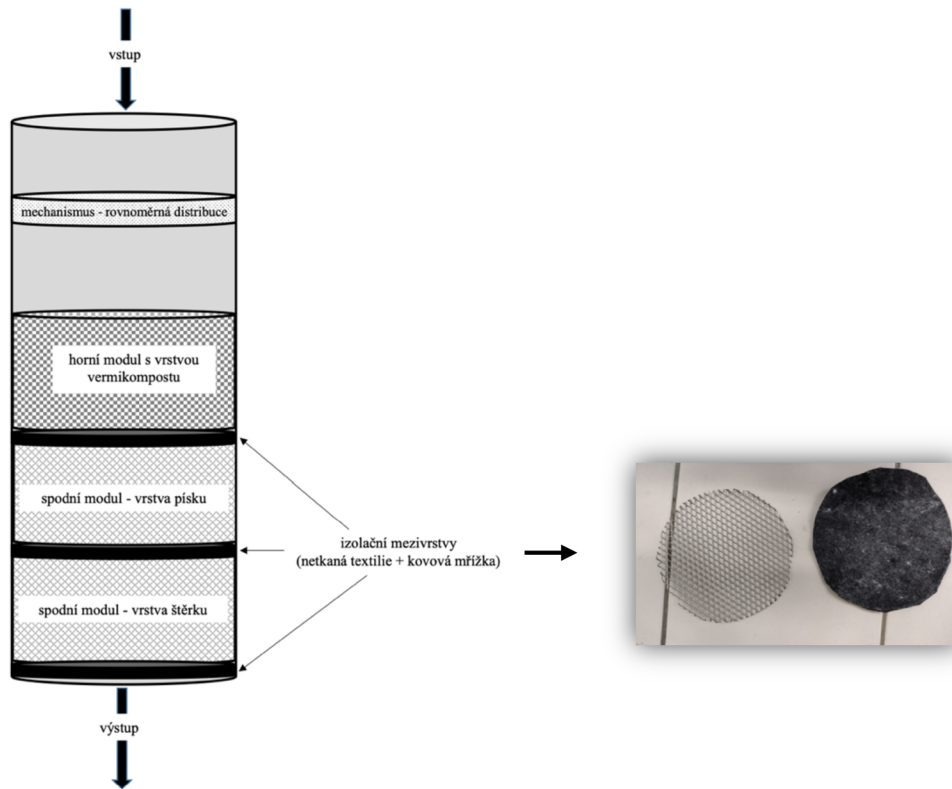 vstup
mechanismus - rovnoměrná distribuce
horní modul s vrstvou
vermikompostu
spodní modul - vrstva písku
izolační mezivrstvy
(netkaná textilie + kovová mřížka)
spodní modul - vrstva štěrku
výstup